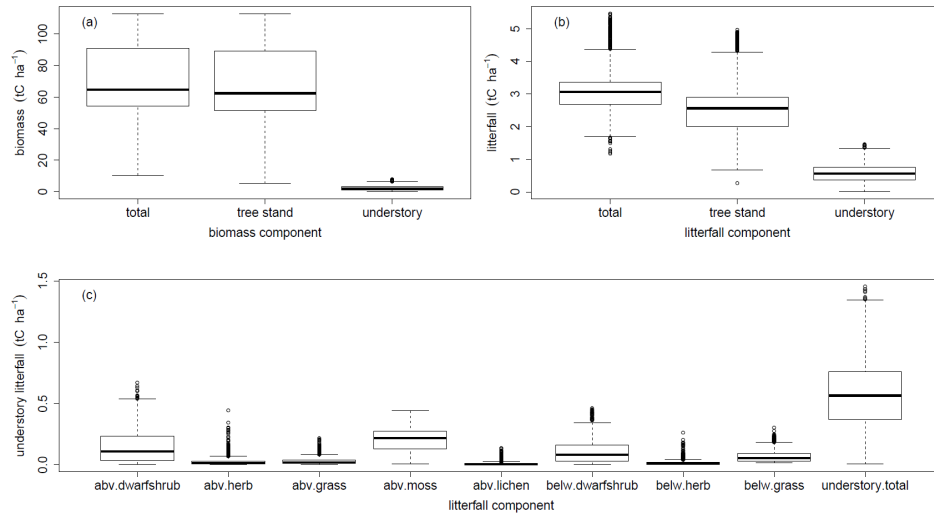 (a)
biomass (tC ha⁻¹)
100
80
60
40
20
0
total tree stand understory
biomass component
(b)
litterfall (tC ha⁻¹)
5
4
3
2
1
0
total tree stand understory
litterfall component
(c)
understory litterfall (tC ha⁻¹)
1.5
1.0
0.5
0.0
abv.dwarfshrub abv.herb abv.grass abv.moss abv.lichen belw.dwarfshrub belw.herb belw.grass understory.total
litterfall component